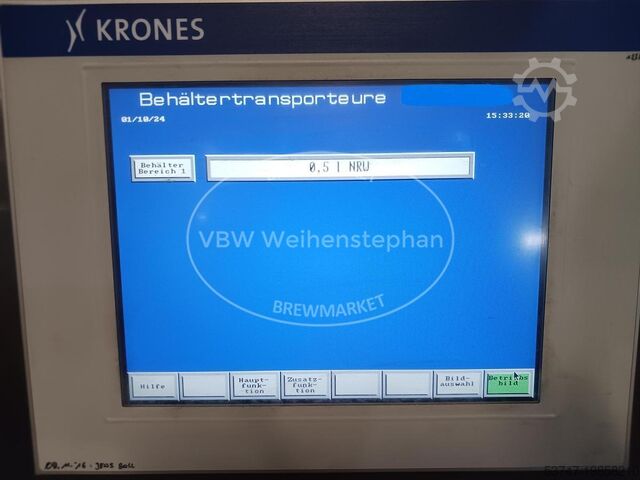 KRONES
Behältertransporteure
01/10/24
15:33:20
Behälter
Bereich 1
0,5 l NRW
VBW Weihenstephan
BREWMARKET
Hilfe
Haupt-
funk-
tion
Zusatz-
funk-
tion
Bild-
auswahl
Betriebs
bild